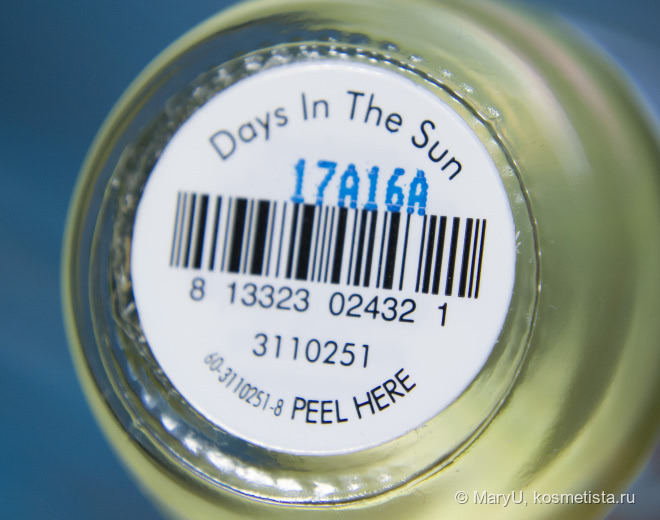 Days In The Sun
17A16A
8 13323 02432 1
3110251
60-3110251-8
PEEL HERE
© MaryU, kosmetista.ru